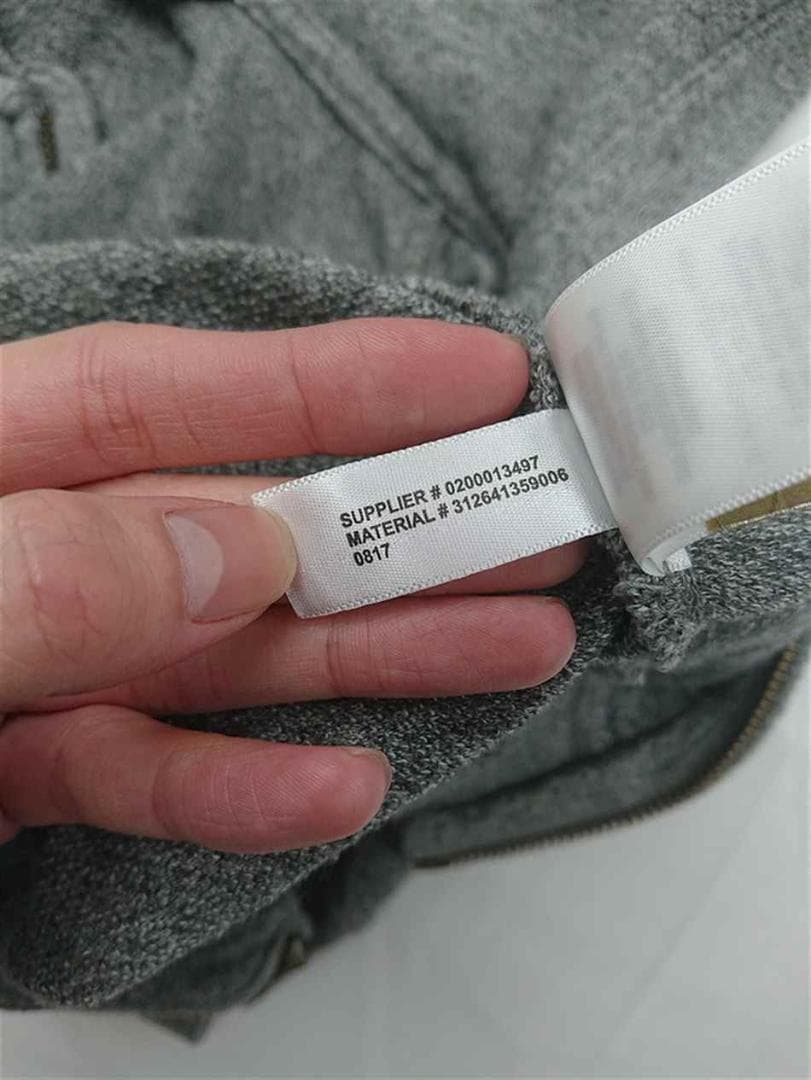 SUPPLIER # 0200013497
MATERIAL # 312641359006
0817